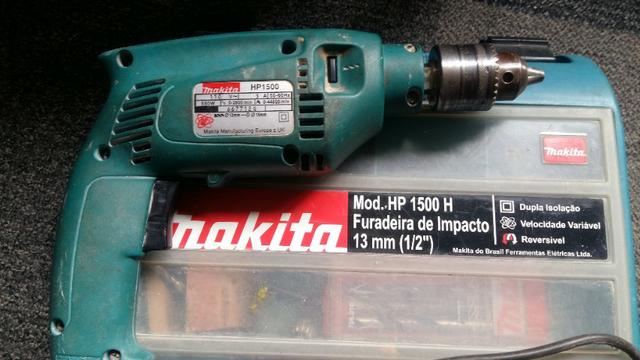 makita
HP1500
Makita Manufacturing Europe z UK
makita
makita
Mod.-HP 1500 H
Furadeira de Impacto
13 mm (1/2")
Dupla Isolação
Velocidade Variável
Reversível
Makita do Brasil Ferramentas Elétricas Ltda.